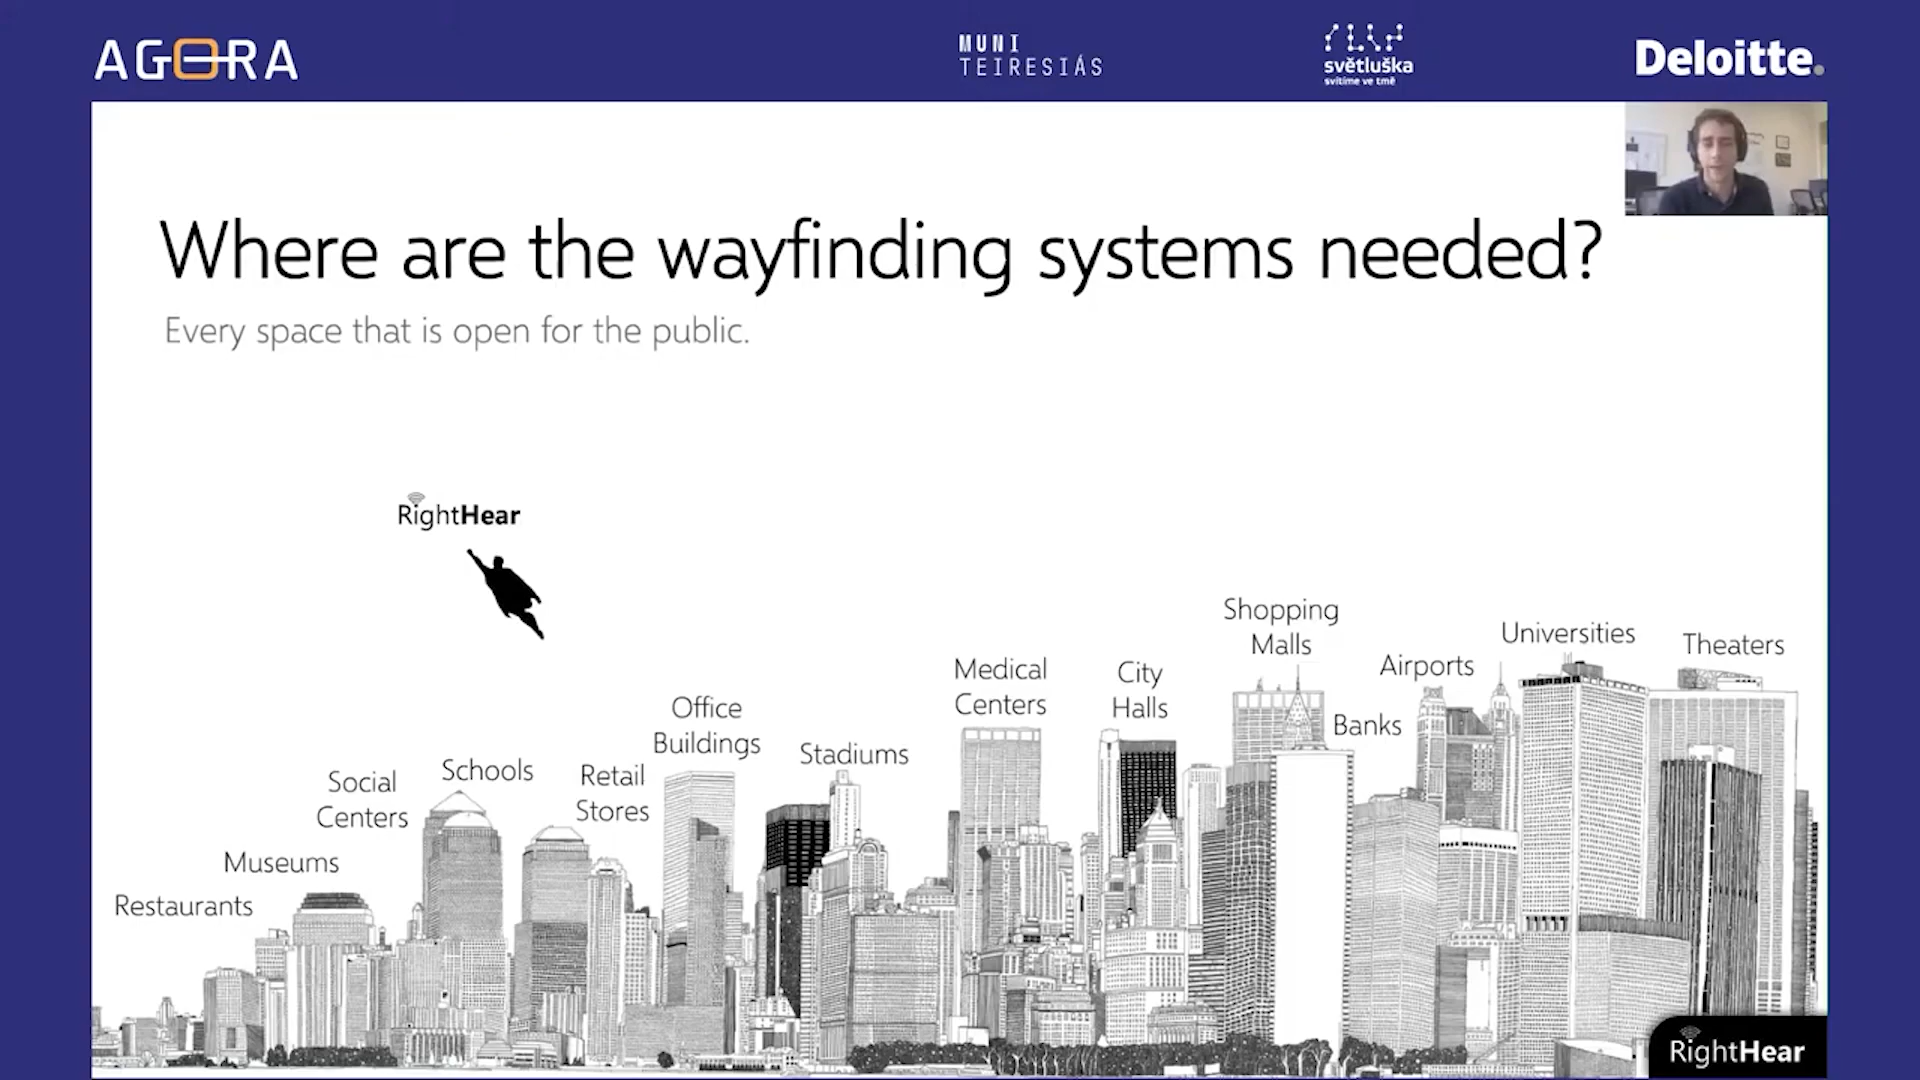 AGORA
MUNI
TEIRESIÁS
světluška
svítíme ve tmě
Deloitte.
Where are the wayfinding systems needed?
Every space that is open for the public.
RightHear
Shopping
Malls
Universities
Theaters
Medical
Centers
City
Halls
Airports
Banks
Office
Buildings
Stadiums
Social
Centers
Schools
Retail
Stores
Museums
Restaurants
RightHear